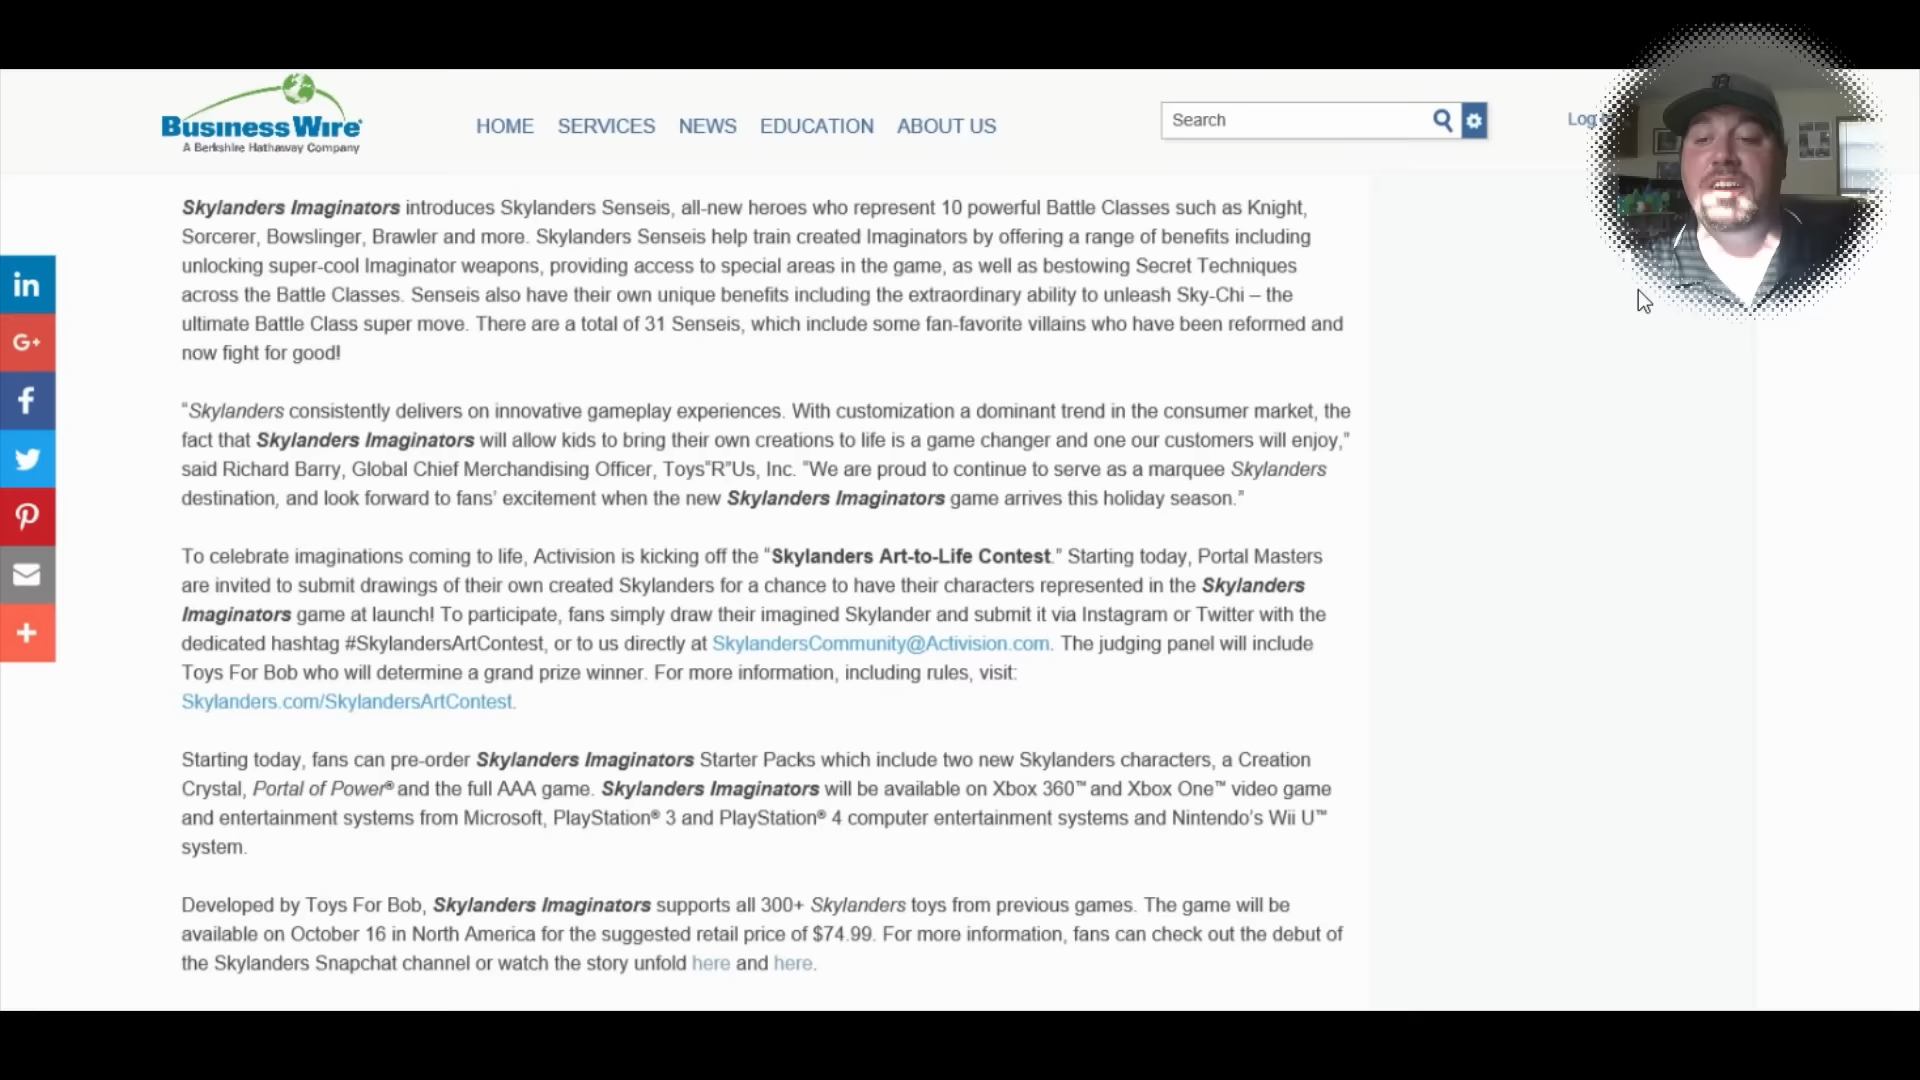 Business Wire
A Berkshire Hathaway Company
HOME SERVICES NEWS EDUCATION ABOUT US
Search
Log
Skylanders Imaginators introduces Skylanders Senseis, all-new heroes who represent 10 powerful Battle Classes such as Knight,
Sorcerer, Bowslinger, Brawler and more. Skylanders Senseis help train created Imaginators by offering a range of benefits including
unlocking super-cool Imaginator weapons, providing access to special areas in the game, as well as bestowing Secret Techniques
across the Battle Classes. Senseis also have their own unique benefits including the extraordinary ability to unleash Sky-Chi – the
ultimate Battle Class super move. There are a total of 31 Senseis, which include some fan-favorite villains who have been reformed and
now fight for good!
“Skylanders consistently delivers on innovative gameplay experiences. With customization a dominant trend in the consumer market, the
fact that Skylanders Imaginators will allow kids to bring their own creations to life is a game changer and one our customers will enjoy,”
said Richard Barry, Global Chief Merchandising Officer, Toys”R”Us, Inc. “We are proud to continue to serve as a marquee Skylanders
destination, and look forward to fans’ excitement when the new Skylanders Imaginators game arrives this holiday season.”
To celebrate imaginations coming to life, Activision is kicking off the “Skylanders Art-to-Life Contest.” Starting today, Portal Masters
are invited to submit drawings of their own created Skylanders for a chance to have their characters represented in the Skylanders
Imaginators game at launch! To participate, fans simply draw their imagined Skylander and submit it via Instagram or Twitter with the
dedicated hashtag #SkylandersArtContest, or to us directly at SkylandersCommunity@Activision.com. The judging panel will include
Toys For Bob who will determine a grand prize winner. For more information, including rules, visit:
Skylanders.com/SkylandersArtContest.
Starting today, fans can pre-order Skylanders Imaginators Starter Packs which include two new Skylanders characters, a Creation
Crystal, Portal of Power® and the full AAA game. Skylanders Imaginators will be available on Xbox 360™ and Xbox One™ video game
and entertainment systems from Microsoft, PlayStation® 3 and PlayStation® 4 computer entertainment systems and Nintendo’s Wii U™
system.
Developed by Toys For Bob, Skylanders Imaginators supports all 300+ Skylanders toys from previous games. The game will be
available on October 16 in North America for the suggested retail price of $74.99. For more information, fans can check out the debut of
the Skylanders Snapchat channel or watch the story unfold here and here.
in
G+
f